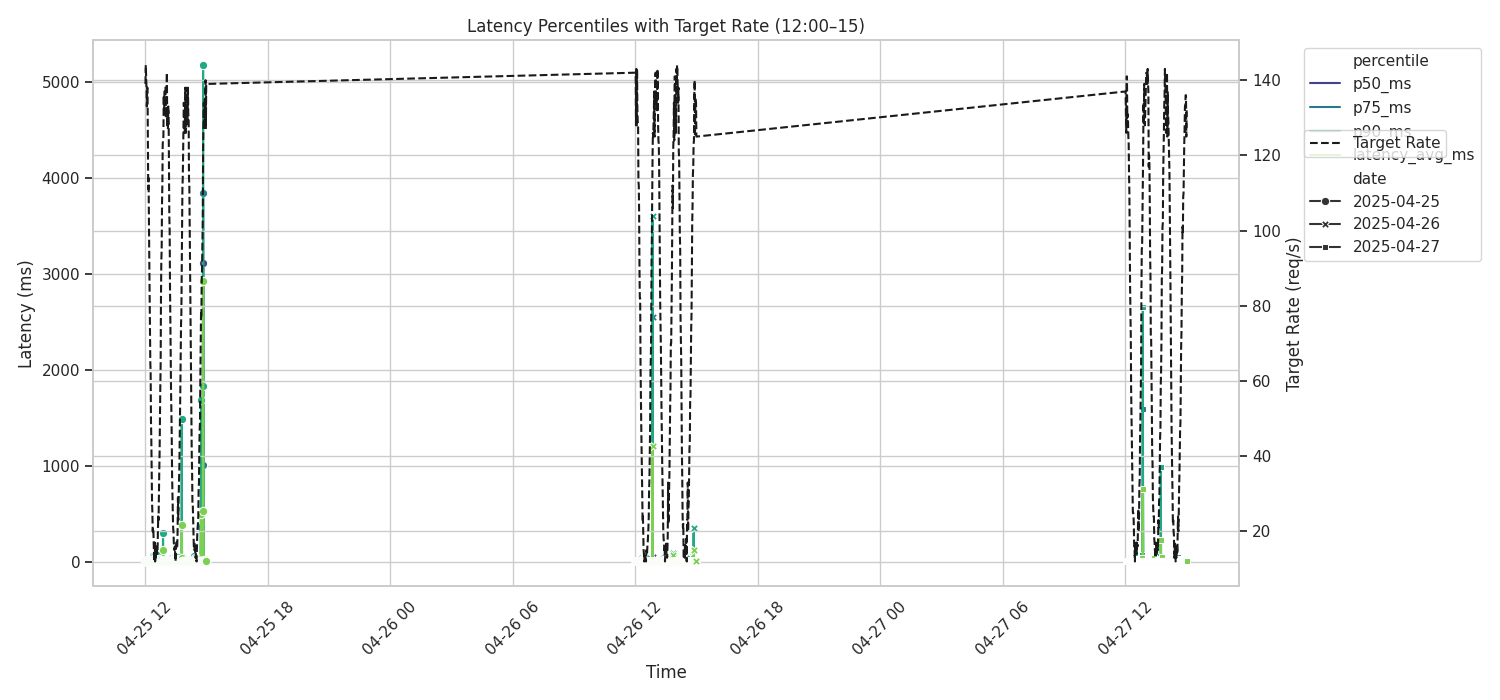 Latency Percentiles with Target Rate (12:00–15)
5000
4000
3000
2000
1000
0
Latency (ms)
140
120
100
80
60
40
20
Target Rate (req/s)
04-25 12
04-25 18
04-26 00
04-26 06
04-26 12
04-26 18
04-27 00
04-27 06
04-27 12
Time
percentile
p50_ms
p75_ms
p90_ms
Target Rate
latency_avg_ms
date
2025-04-25
2025-04-26
2025-04-27